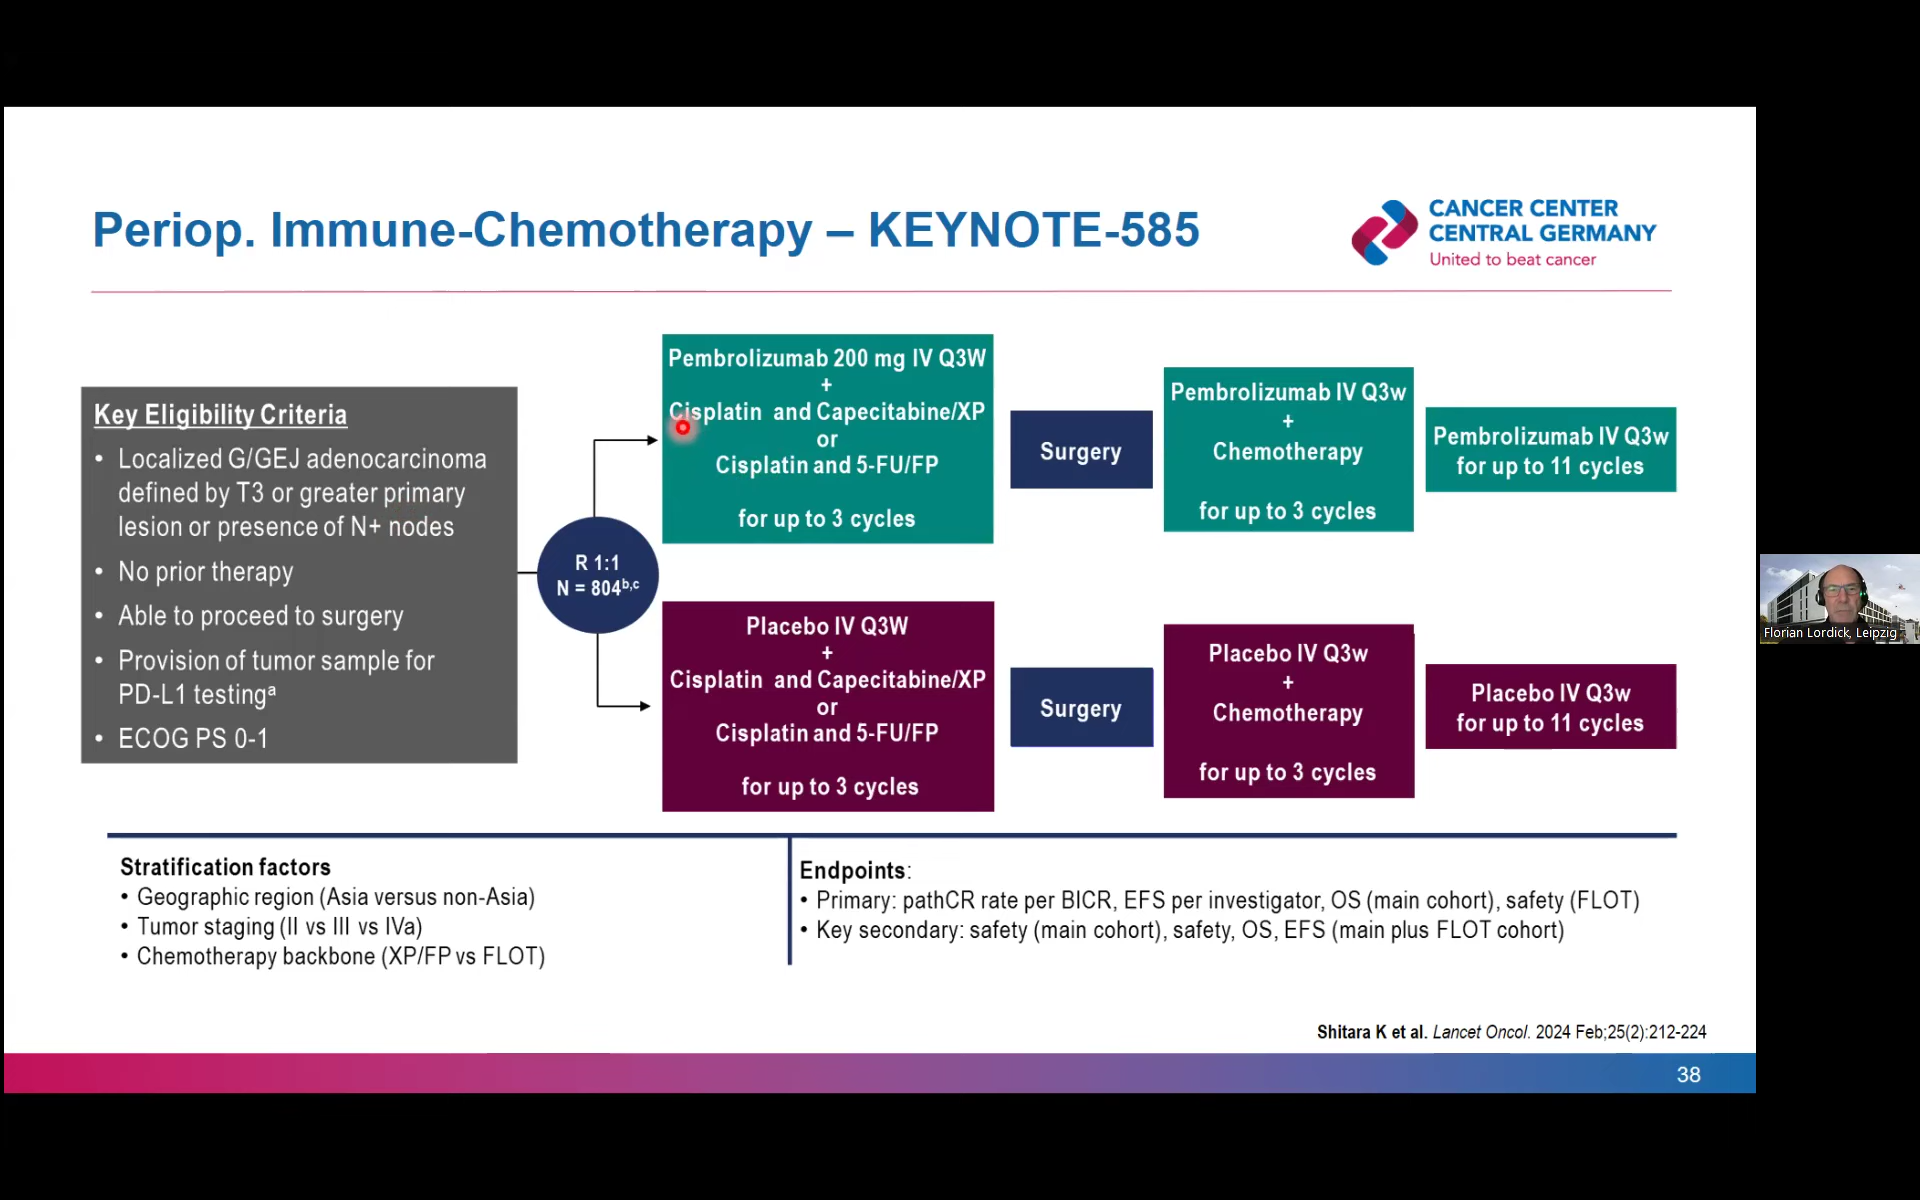 Periop. Immune-Chemotherapy – KEYNOTE-585
CANCER CENTER
CENTRAL GERMANY
United to beat cancer
Key Eligibility Criteria
• Localized G/GEJ adenocarcinoma
defined by T3 or greater primary
lesion or presence of N+ nodes
• No prior therapy
• Able to proceed to surgery
• Provision of tumor sample for
PD-L1 testingᵃ
• ECOG PS 0-1
R 1:1
N = 804ᵇ,ᶜ
Pembrolizumab 200 mg IV Q3W
+
Cisplatin and Capecitabine/XP
or
Cisplatin and 5-FU/FP
for up to 3 cycles
Surgery
Pembrolizumab IV Q3w
+
Chemotherapy
for up to 3 cycles
Pembrolizumab IV Q3w
for up to 11 cycles
Placebo IV Q3W
+
Cisplatin and Capecitabine/XP
or
Cisplatin and 5-FU/FP
for up to 3 cycles
Surgery
Placebo IV Q3w
+
Chemotherapy
for up to 3 cycles
Placebo IV Q3w
for up to 11 cycles
Stratification factors
• Geographic region (Asia versus non-Asia)
• Tumor staging (II vs III vs IVa)
• Chemotherapy backbone (XP/FP vs FLOT)
Endpoints:
• Primary: pathCR rate per BICR, EFS per investigator, OS (main cohort), safety (FLOT)
• Key secondary: safety (main cohort), safety, OS, EFS (main plus FLOT cohort)
Shitara K et al. Lancet Oncol. 2024 Feb;25(2):212-224
38
Florian Lordick, Leipzig